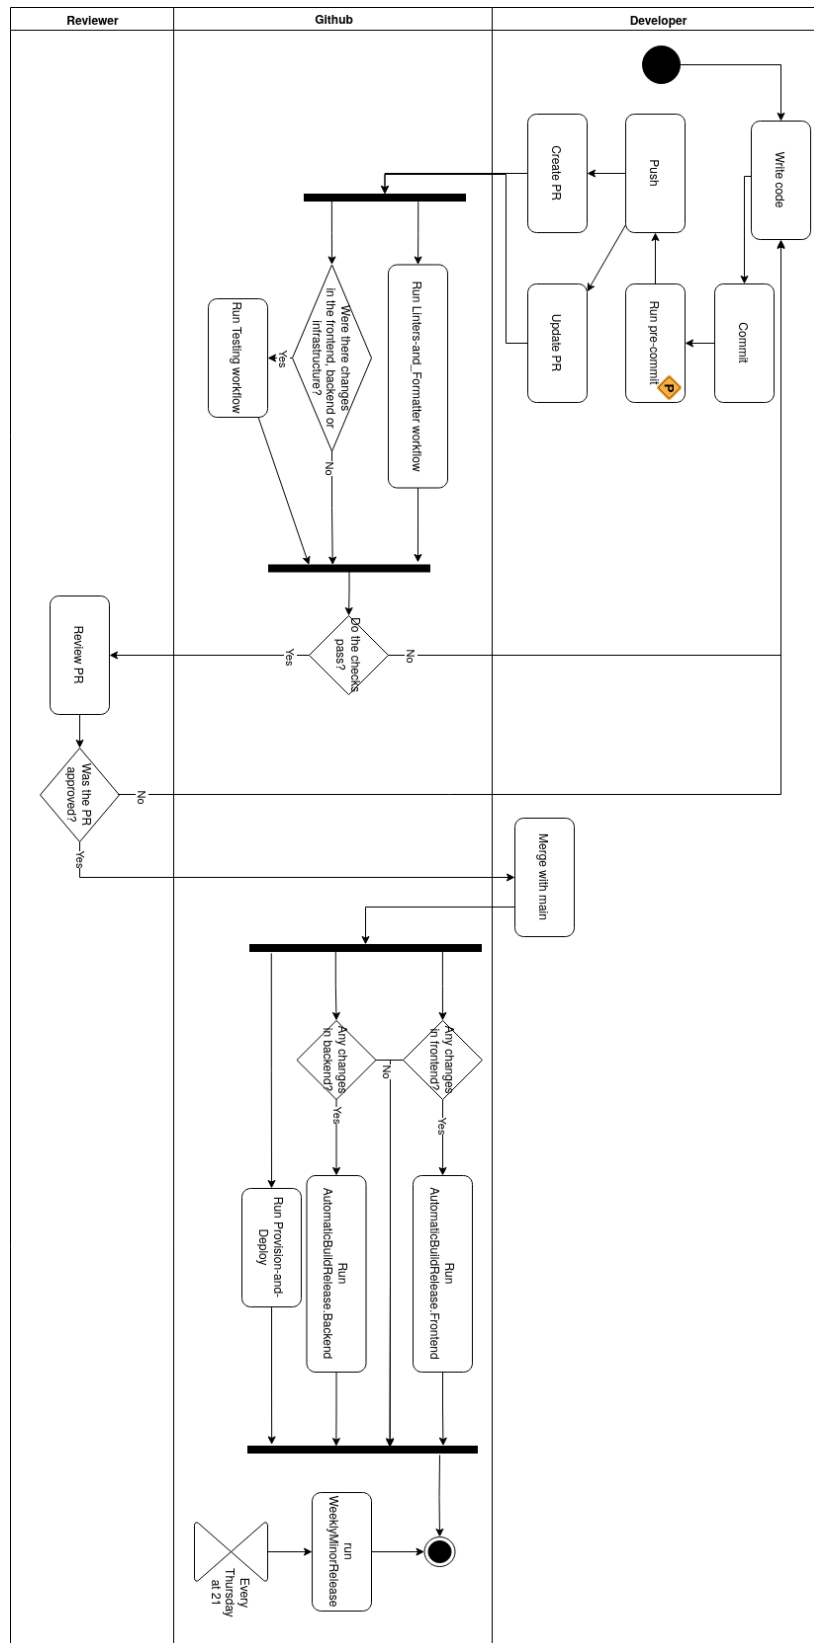 Reviewer
Github
Developer
Write code
Push
Create PR
Commit
Run pre-commit
P
Update PR
Run Linters-and_Formatter workflow
Were there changes
in the frontend, backend or
infrastructure?
Yes
No
Run Testing workflow
Do the checks
pass?
No
Yes
Review PR
Was the PR
approved?
No
Yes
Merge with main
Any changes
in frontend?
Any changes
in backend?
No
Yes
Yes
Run
AutomaticBuildRelease.Frontend
Run
AutomaticBuildRelease.Backend
Run Provision-and-
Deploy
run
WeeklyMinorRelease
Every
Thursday
at 21